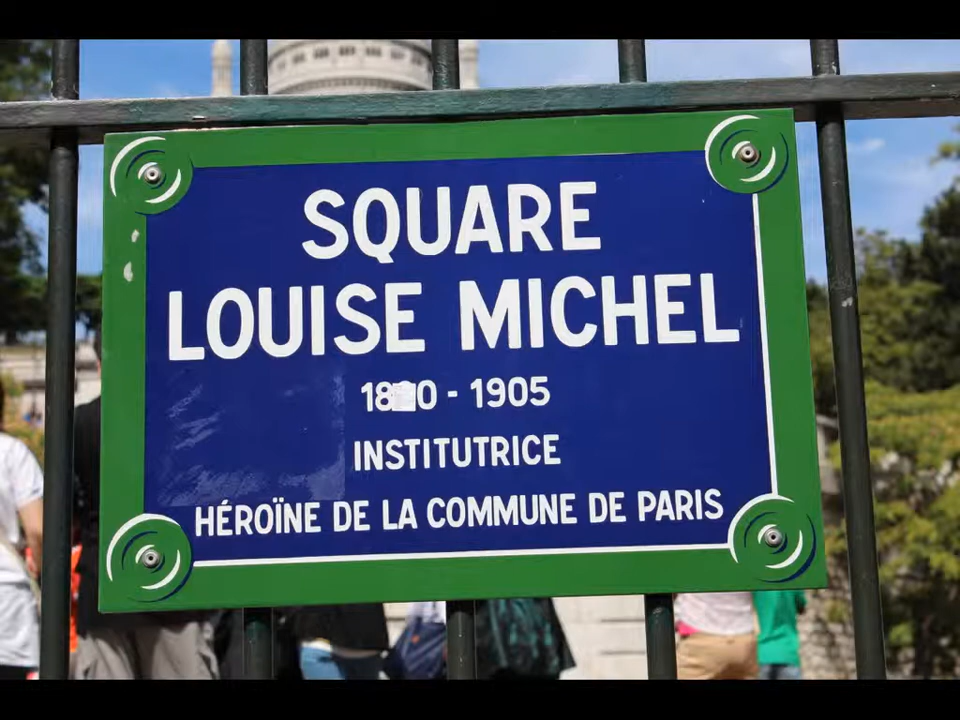 SQUARE
LOUISE MICHEL
- 1905
INSTITUTRICE
HÉROÏNE DE LA COMMUNE DE PARIS